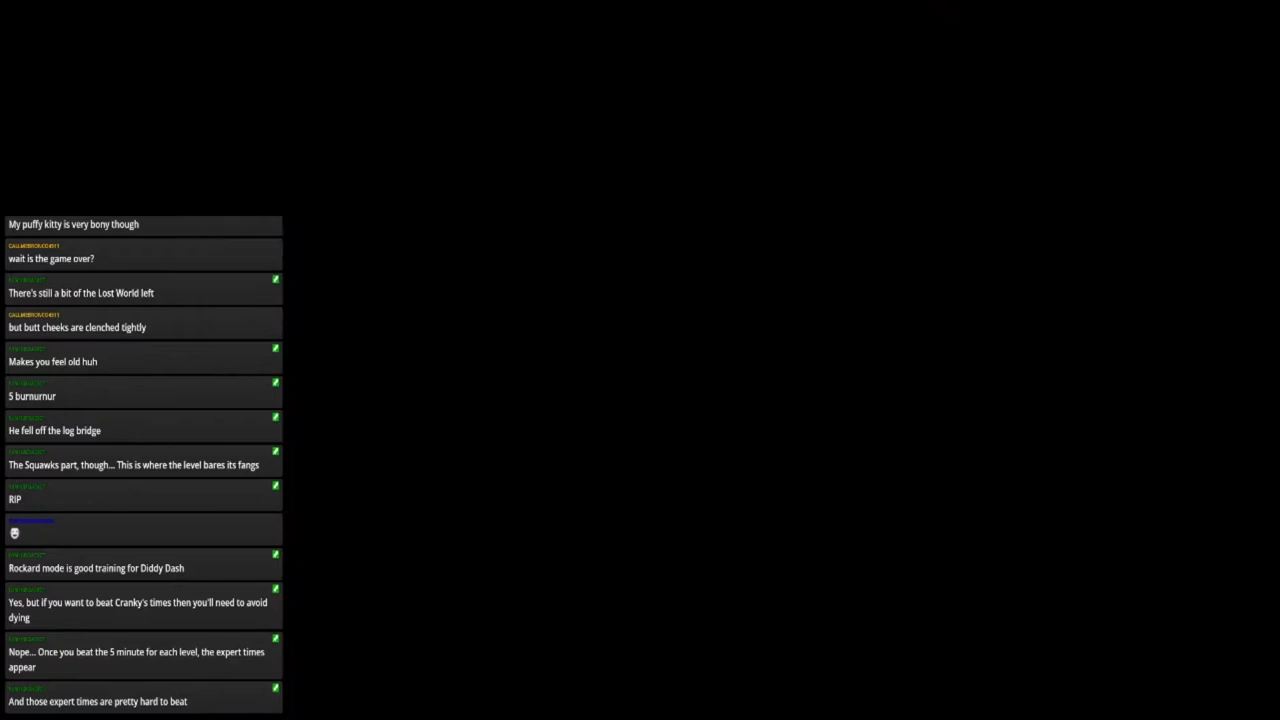 My puffy kitty is very bony though
wait is the game over?
There's still a bit of the Lost World left
but butt cheeks are clenched tightly
Makes you feel old huh
5 burnurnur
He fell off the log bridge
The Squawks part, though... This is where the level bares its fangs
RIP
Rockard mode is good training for Diddy Dash
Yes, but if you want to beat Cranky's times then you'll need to avoid
dying
Nope... Once you beat the 5 minute for each level, the expert times
appear
And those expert times are pretty hard to beat